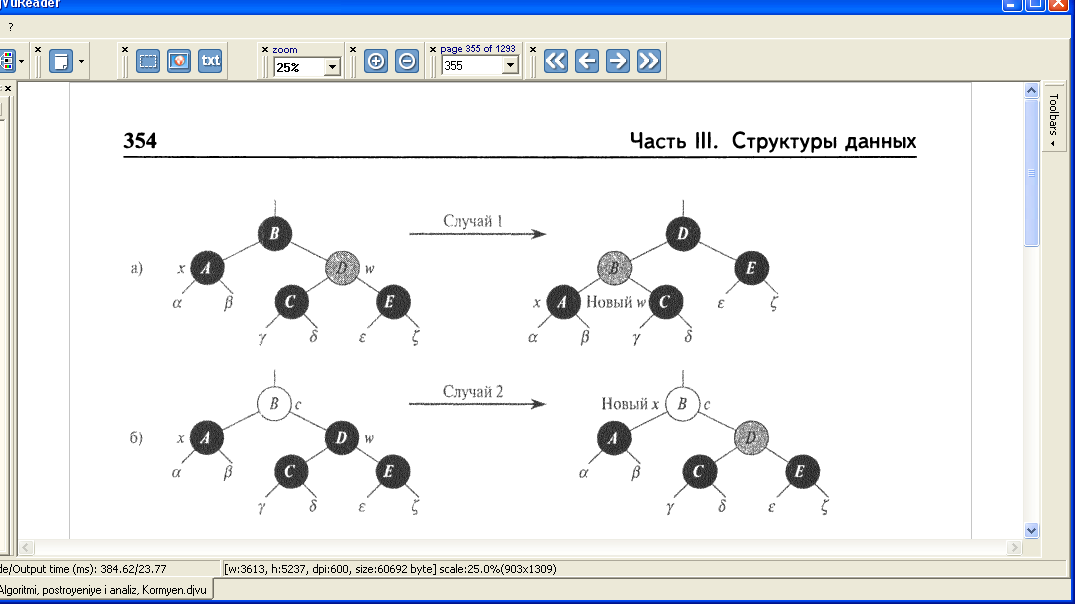 jVuReader
?
txt
zoom
25%
page 355 of 1293
355
Toolbars
354 Часть III. Структуры данных
Случай 1
B D
а) x A D w B E
C E x A Новый w C ε ζ
α β
γ δ ε ζ α β γ δ
Случай 2
B c Новый x B c
б) x A D w A D
α β C E α β C E
γ δ ε ζ γ δ ε ζ
de/Output time (ms): 384.62/23.77 [w:3613, h:5237, dpi:600, size:60692 byte] scale:25.0%(903x1309)
Algoritmi, postroyeniye i analiz, Kormyen.djvu